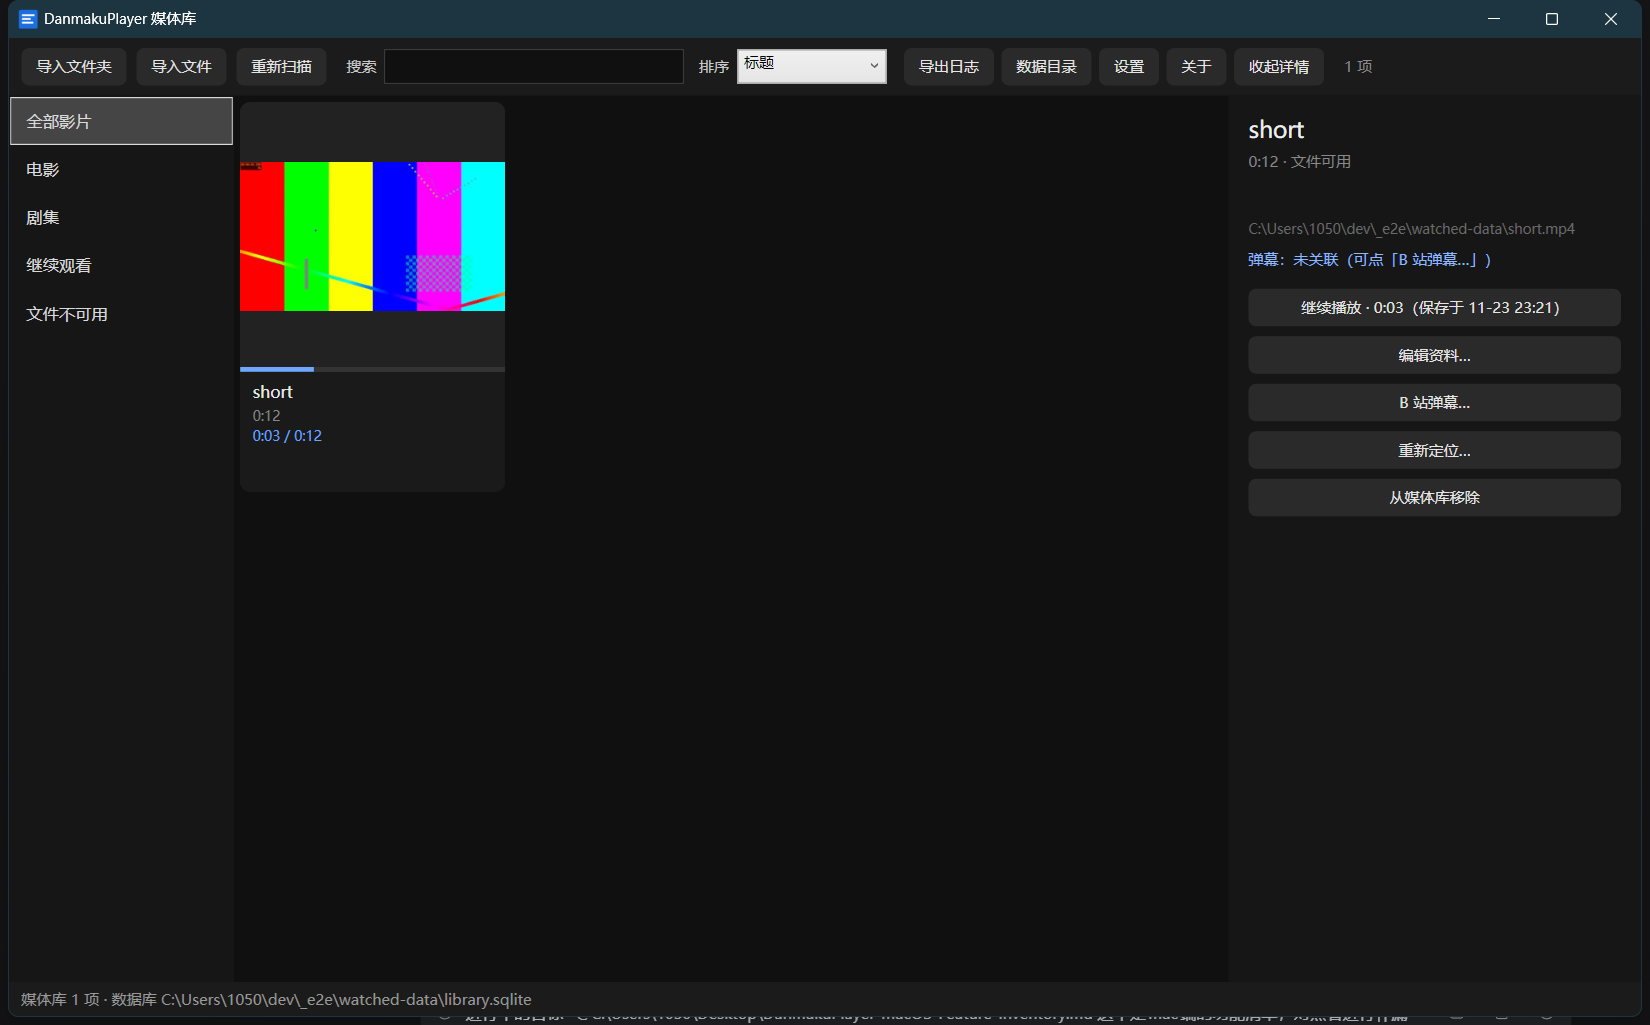 DanmakuPlayer 媒体库
导入文件夹 导入文件 重新扫描 搜索 排序 标题 导出日志 数据目录 设置 关于 收起详情 1 项
全部影片
电影
剧集
继续观看
文件不可用
short
0:12
0:03 / 0:12
short
0:12 · 文件可用
C:\Users\1050\dev\_e2e\watched-data\short.mp4
弹幕：未关联（可点「B 站弹幕...」）
继续播放 · 0:03（保存于 11-23 23:21）
编辑资料...
B 站弹幕...
重新定位...
从媒体库移除
媒体库 1 项 · 数据库 C:\Users\1050\dev\_e2e\watched-data\library.sqlite